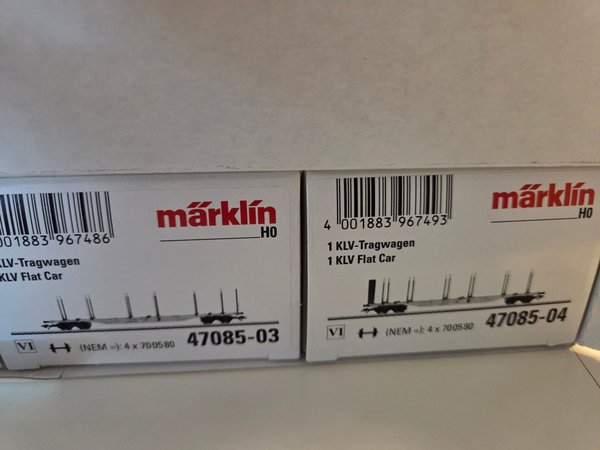 001883 967486
märklin
H0
KLV-Tragwagen
KLV Flat Car
VI
(NEM =): 4 x 700580
47085-03
4 001883 967493
märklin
H0
1 KLV-Tragwagen
1 KLV Flat Car
VI
(NEM =): 4 x 700580
47085-04